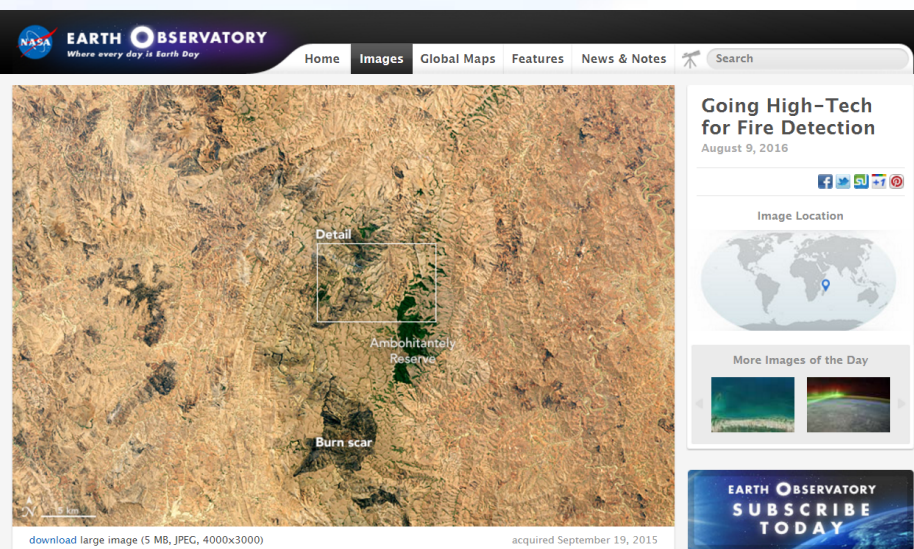 NASA
EARTH OBSERVATORY
Where every day is Earth Day
Home
Images
Global Maps
Features
News & Notes
Search
Detail
Ambohitantely
Reserve
Burn scar
N
5 km
download large image (5 MB, JPEG, 4000x3000)
acquired September 19, 2015
Going High-Tech
for Fire Detection
August 9, 2016
+1
Image Location
More Images of the Day
EARTH OBSERVATORY
SUBSCRIBE
TODAY